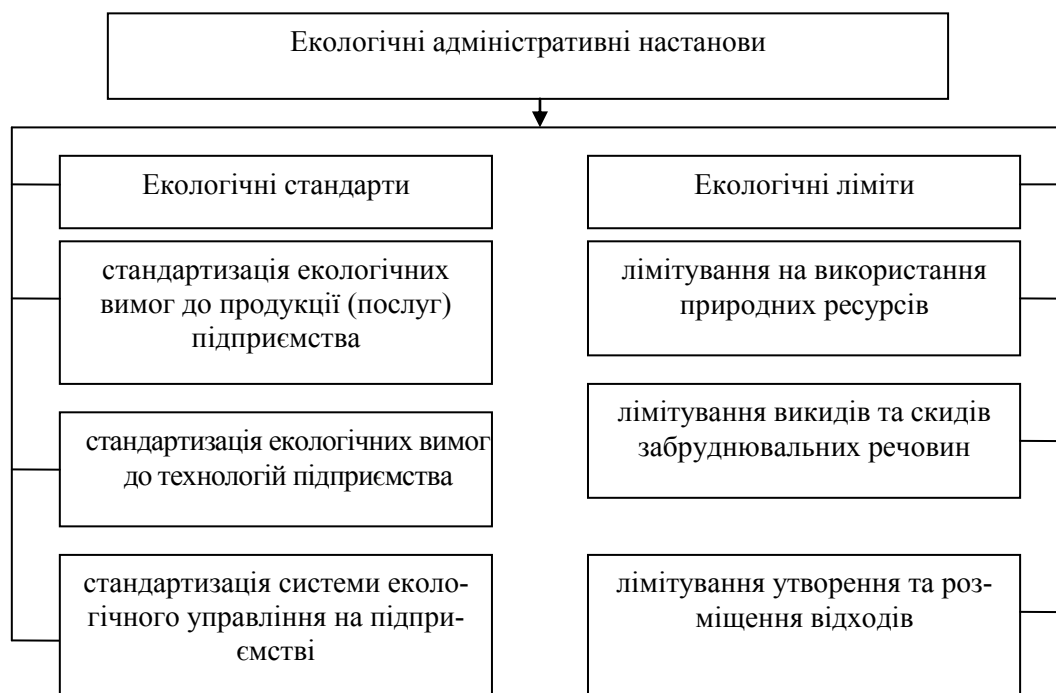 Екологічні адміністративні настанови
Екологічні стандарти
стандартизація екологічних
вимог до продукції (послуг)
підприємства
стандартизація екологічних вимог
до технологій підприємства
стандартизація системи еколо-
гічного управління на підпри-
ємстві
Екологічні ліміти
лімітування на використання
природних ресурсів
лімітування викидів та скидів
забруднювальних речовин
лімітування утворення та роз-
міщення відходів